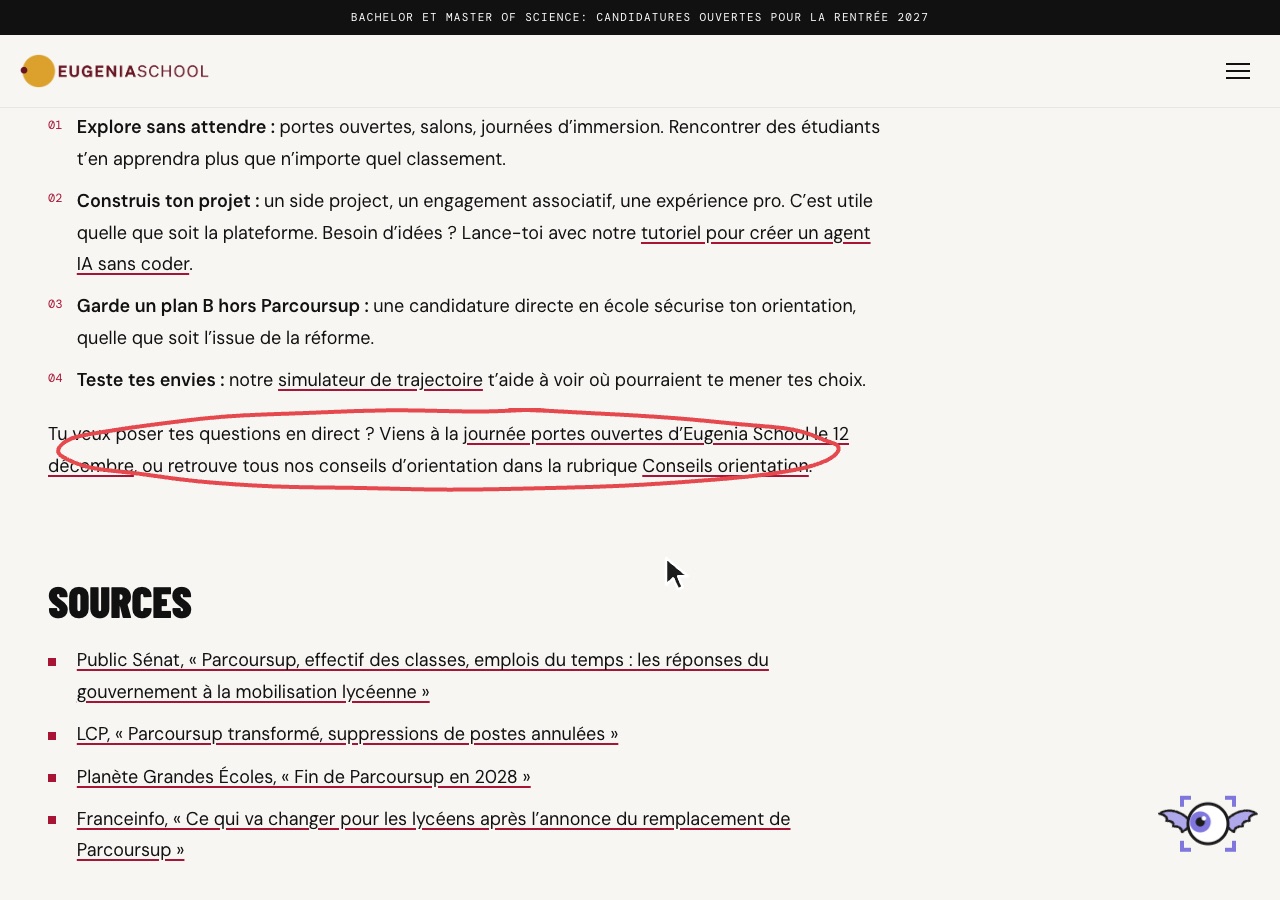 BACHELOR ET MASTER OF SCIENCE: CANDIDATURES OUVERTES POUR LA RENTRÉE 2027
EUGENIASCHOOL
01 Explore sans attendre : portes ouvertes, salons, journées d’immersion. Rencontrer des étudiants
t’en apprendra plus que n’importe quel classement.
02 Construis ton projet : un side project, un engagement associatif, une expérience pro. C’est utile
quelle que soit la plateforme. Besoin d’idées ? Lance-toi avec notre tutoriel pour créer un agent
IA sans coder.
03 Garde un plan B hors Parcoursup : une candidature directe en école sécurise ton orientation,
quelle que soit l’issue de la réforme.
04 Teste tes envies : notre simulateur de trajectoire t’aide à voir où pourraient te mener tes choix.
Tu veux poser tes questions en direct ? Viens à la journée portes ouvertes d’Eugenia School le 12
décembre, ou retrouve tous nos conseils d’orientation dans la rubrique Conseils orientation.
SOURCES
Public Sénat, « Parcoursup, effectif des classes, emplois du temps : les réponses du
gouvernement à la mobilisation lycéenne »
LCP, « Parcoursup transformé, suppressions de postes annulées »
Planète Grandes Écoles, « Fin de Parcoursup en 2028 »
Franceinfo, « Ce qui va changer pour les lycéens après l’annonce du remplacement de
Parcoursup »